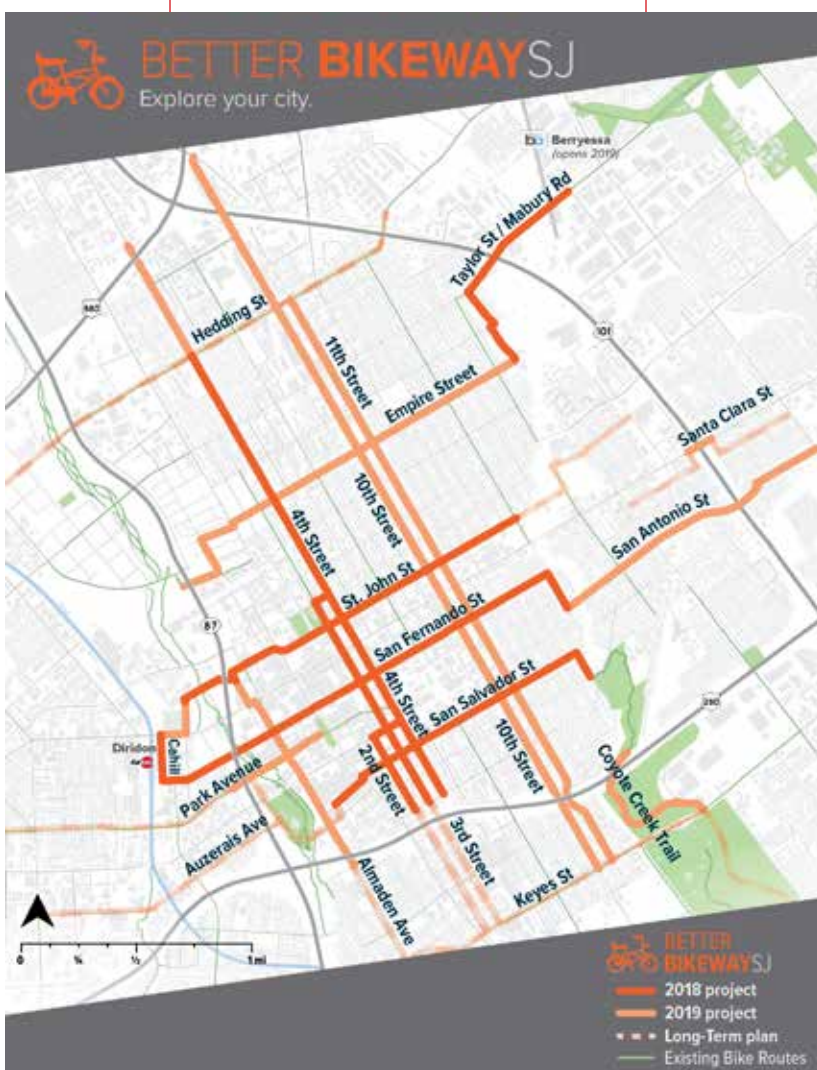 BETTER BIKEWAYSJ
Explore your city.
Berryessa
(opens 2019)
Taylor St / Mabury Rd
Hedding St
101
11th Street
Empire Street
Santa Clara St
10th Street
San Antonio St
4th Street
St. John St
87
San Fernando St
4th Street
San Salvador St
280
Diridon
Cahill
10th Street
2nd Street
Park Avenue
Coyote Creek Trail
Auzerais Ave
3rd Street
Almaden Ave
Keyes St
0 ¼ ½ 1 mi
BETTER
BIKEWAYSJ
2018 project
2019 project
Long-Term plan
Existing Bike Routes